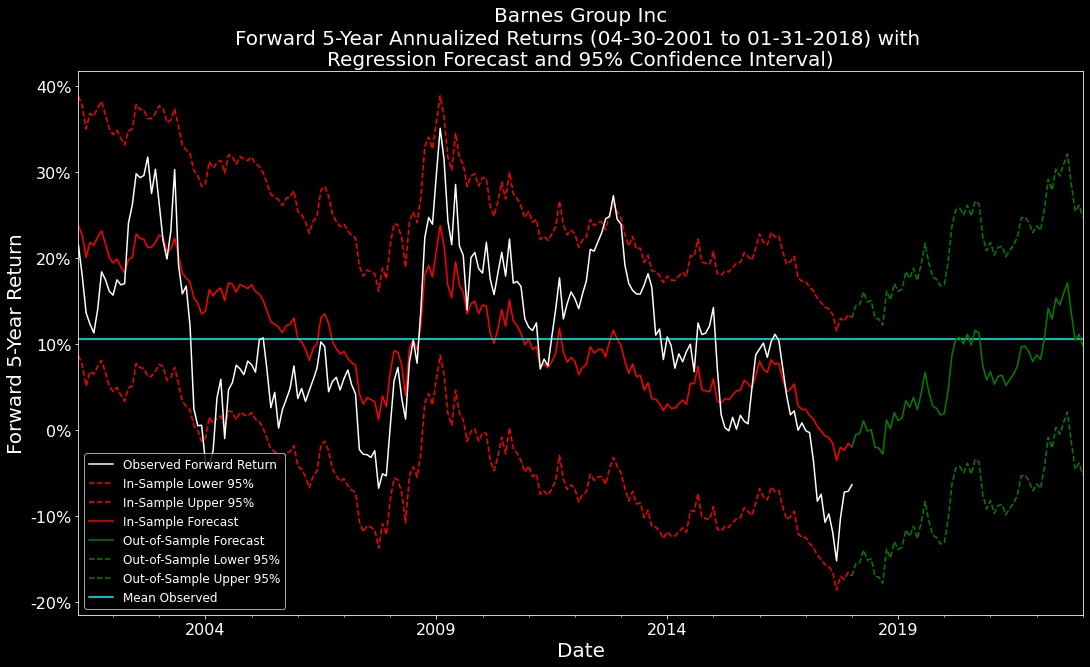 Barnes Group Inc
Forward 5-Year Annualized Returns (04-30-2001 to 01-31-2018) with
Regression Forecast and 95% Confidence Interval)
Forward 5-Year Return
40%
30%
20%
10%
0%
-10%
-20%
Observed Forward Return
In-Sample Lower 95%
In-Sample Upper 95%
In-Sample Forecast
Out-of-Sample Forecast
Out-of-Sample Lower 95%
Out-of-Sample Upper 95%
Mean Observed
2004
2009
2014
2019
Date